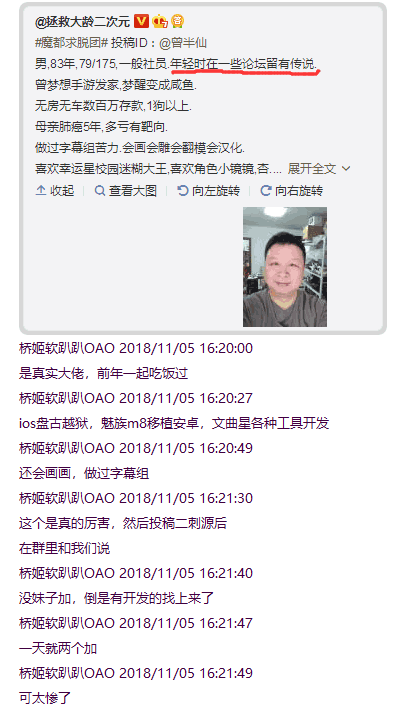 @拯救大龄二次元
#魔都求脱团# 投稿ID：@曾半仙
男,83年,79/175,一般社员.年轻时在一些论坛留有传说.
曾梦想手游发家,梦醒变成咸鱼.
无房无车数百万存款,1狗以上.
母亲肺癌5年,多亏有靶向.
做过字幕组苦力.会画会雕会翻模会汉化.
喜欢幸运星校园迷糊大王,喜欢角色小镜镜,杏.... 展开全文
收起 查看大图 向左旋转 向右旋转
桥姬软趴趴OAO 2018/11/05 16:20:00
是真实大佬，前年一起吃饭过
桥姬软趴趴OAO 2018/11/05 16:20:27
ios盘古越狱，魅族m8移植安卓，文曲星各种工具开发
桥姬软趴趴OAO 2018/11/05 16:20:49
还会画画，做过字幕组
桥姬软趴趴OAO 2018/11/05 16:21:30
这个是真的厉害，然后投稿二刺源后
在群里和我们说
桥姬软趴趴OAO 2018/11/05 16:21:40
没妹子加，倒是有开发的找上来了
桥姬软趴趴OAO 2018/11/05 16:21:47
一天就两个加
桥姬软趴趴OAO 2018/11/05 16:21:49
可太惨了